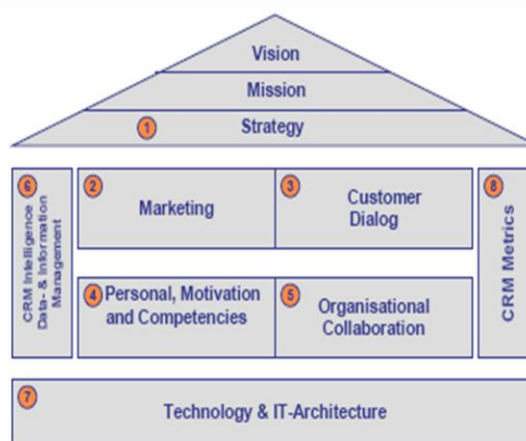 Vision
Mission
1 Strategy
6
CRM Intelligence
Data- & Information
Management
2
Marketing
3
Customer
Dialog
8
CRM Metrics
4 Personal, Motivation
and Competencies
5
Organisational
Collaboration
7
Technology & IT-Architecture